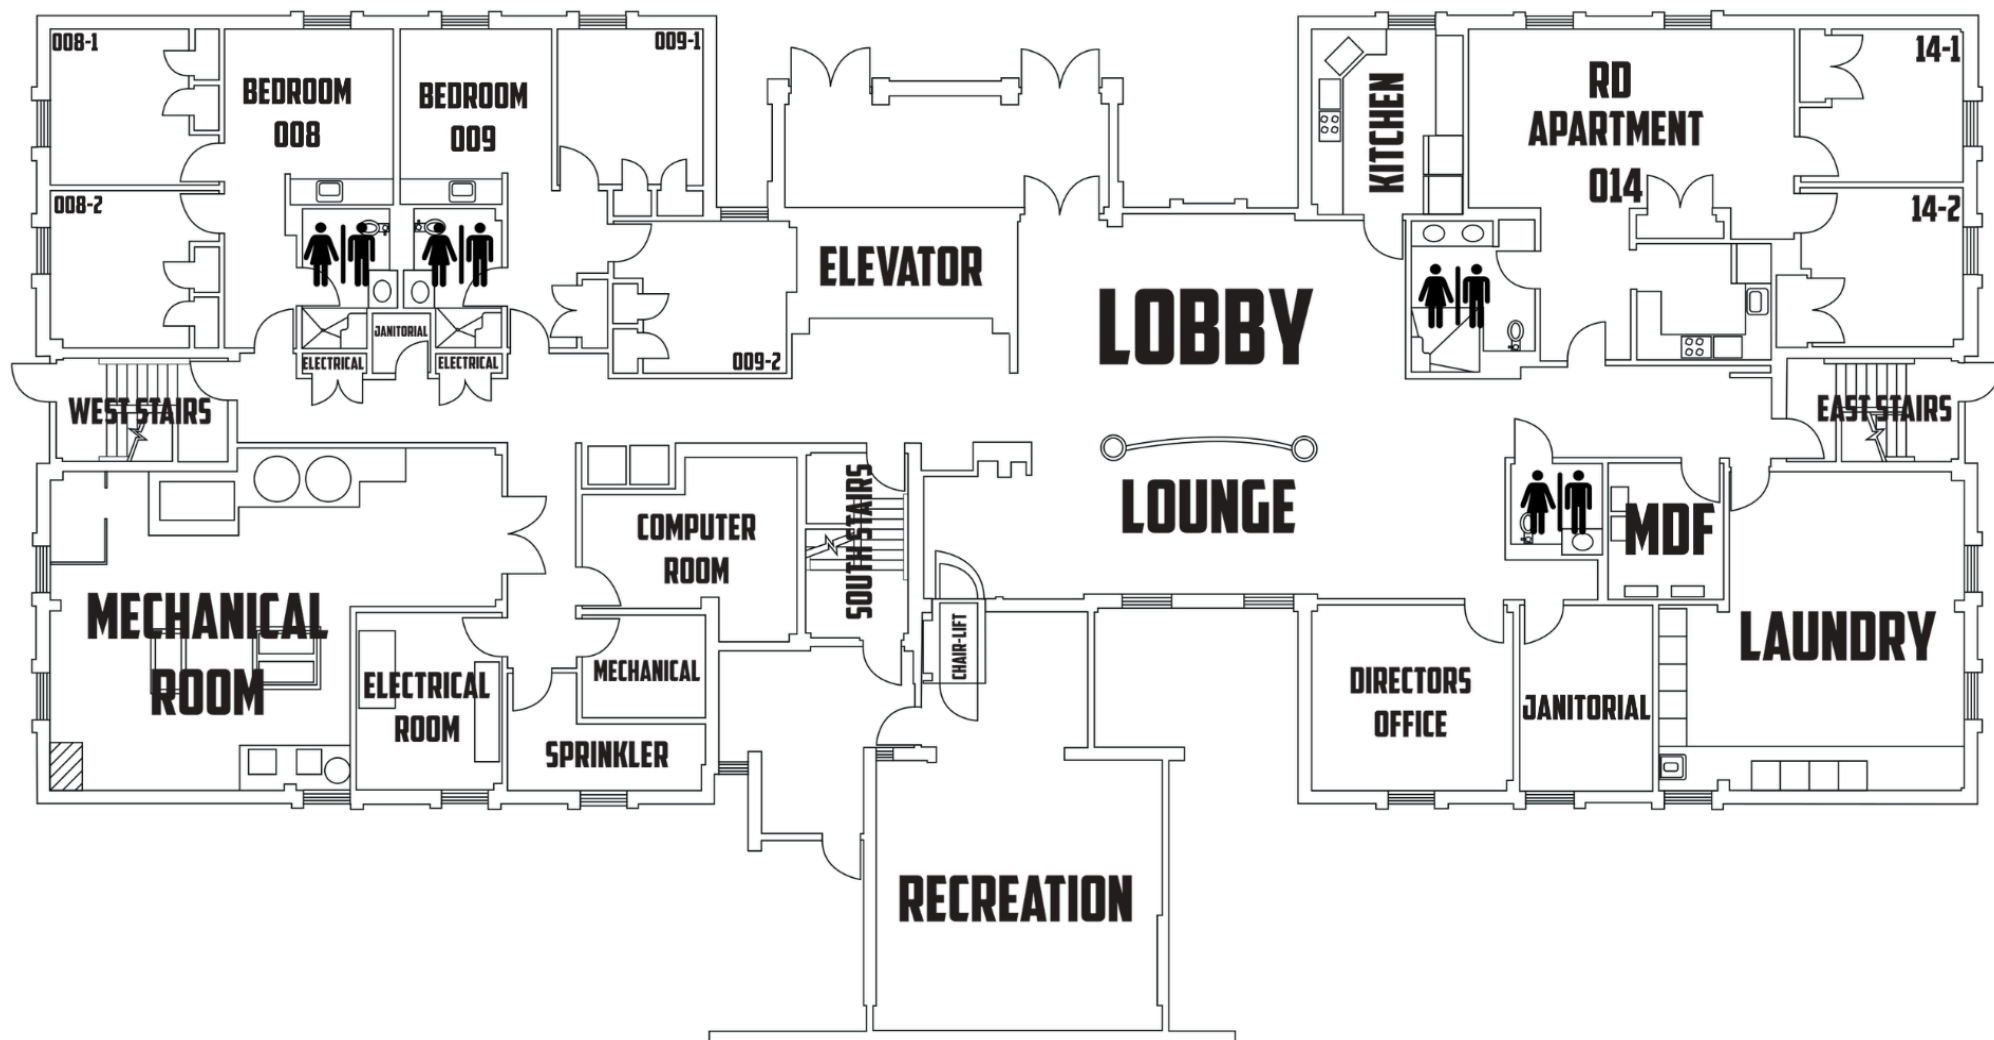 008-1
BEDROOM
008
BEDROOM
009
009-1
KITCHEN
RD
APARTMENT
014
14-1
008-2
14-2
ELEVATOR
LOBBY
JANITORIAL
ELECTRICAL
ELECTRICAL
009-2
WEST STAIRS
EAST STAIRS
COMPUTER
ROOM
SOUTH STAIRS
LOUNGE
MDF
MECHANICAL
ROOM
ELECTRICAL
ROOM
MECHANICAL
SPRINKLER
CHAIR-LIFT
DIRECTORS
OFFICE
JANITORIAL
LAUNDRY
RECREATION